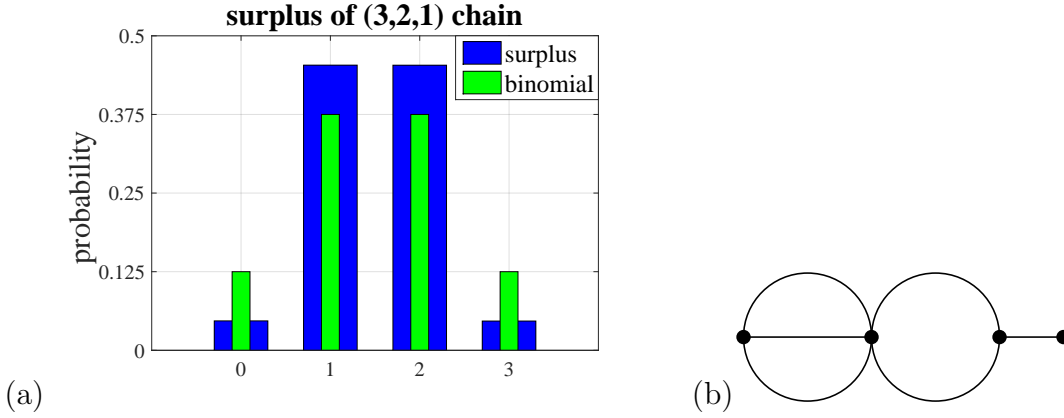 surplus of (3,2,1) chain
0.5
surplus
binomial
0.375
0.25
0.125
0
probability
0 1 2 3
(a)
(b)